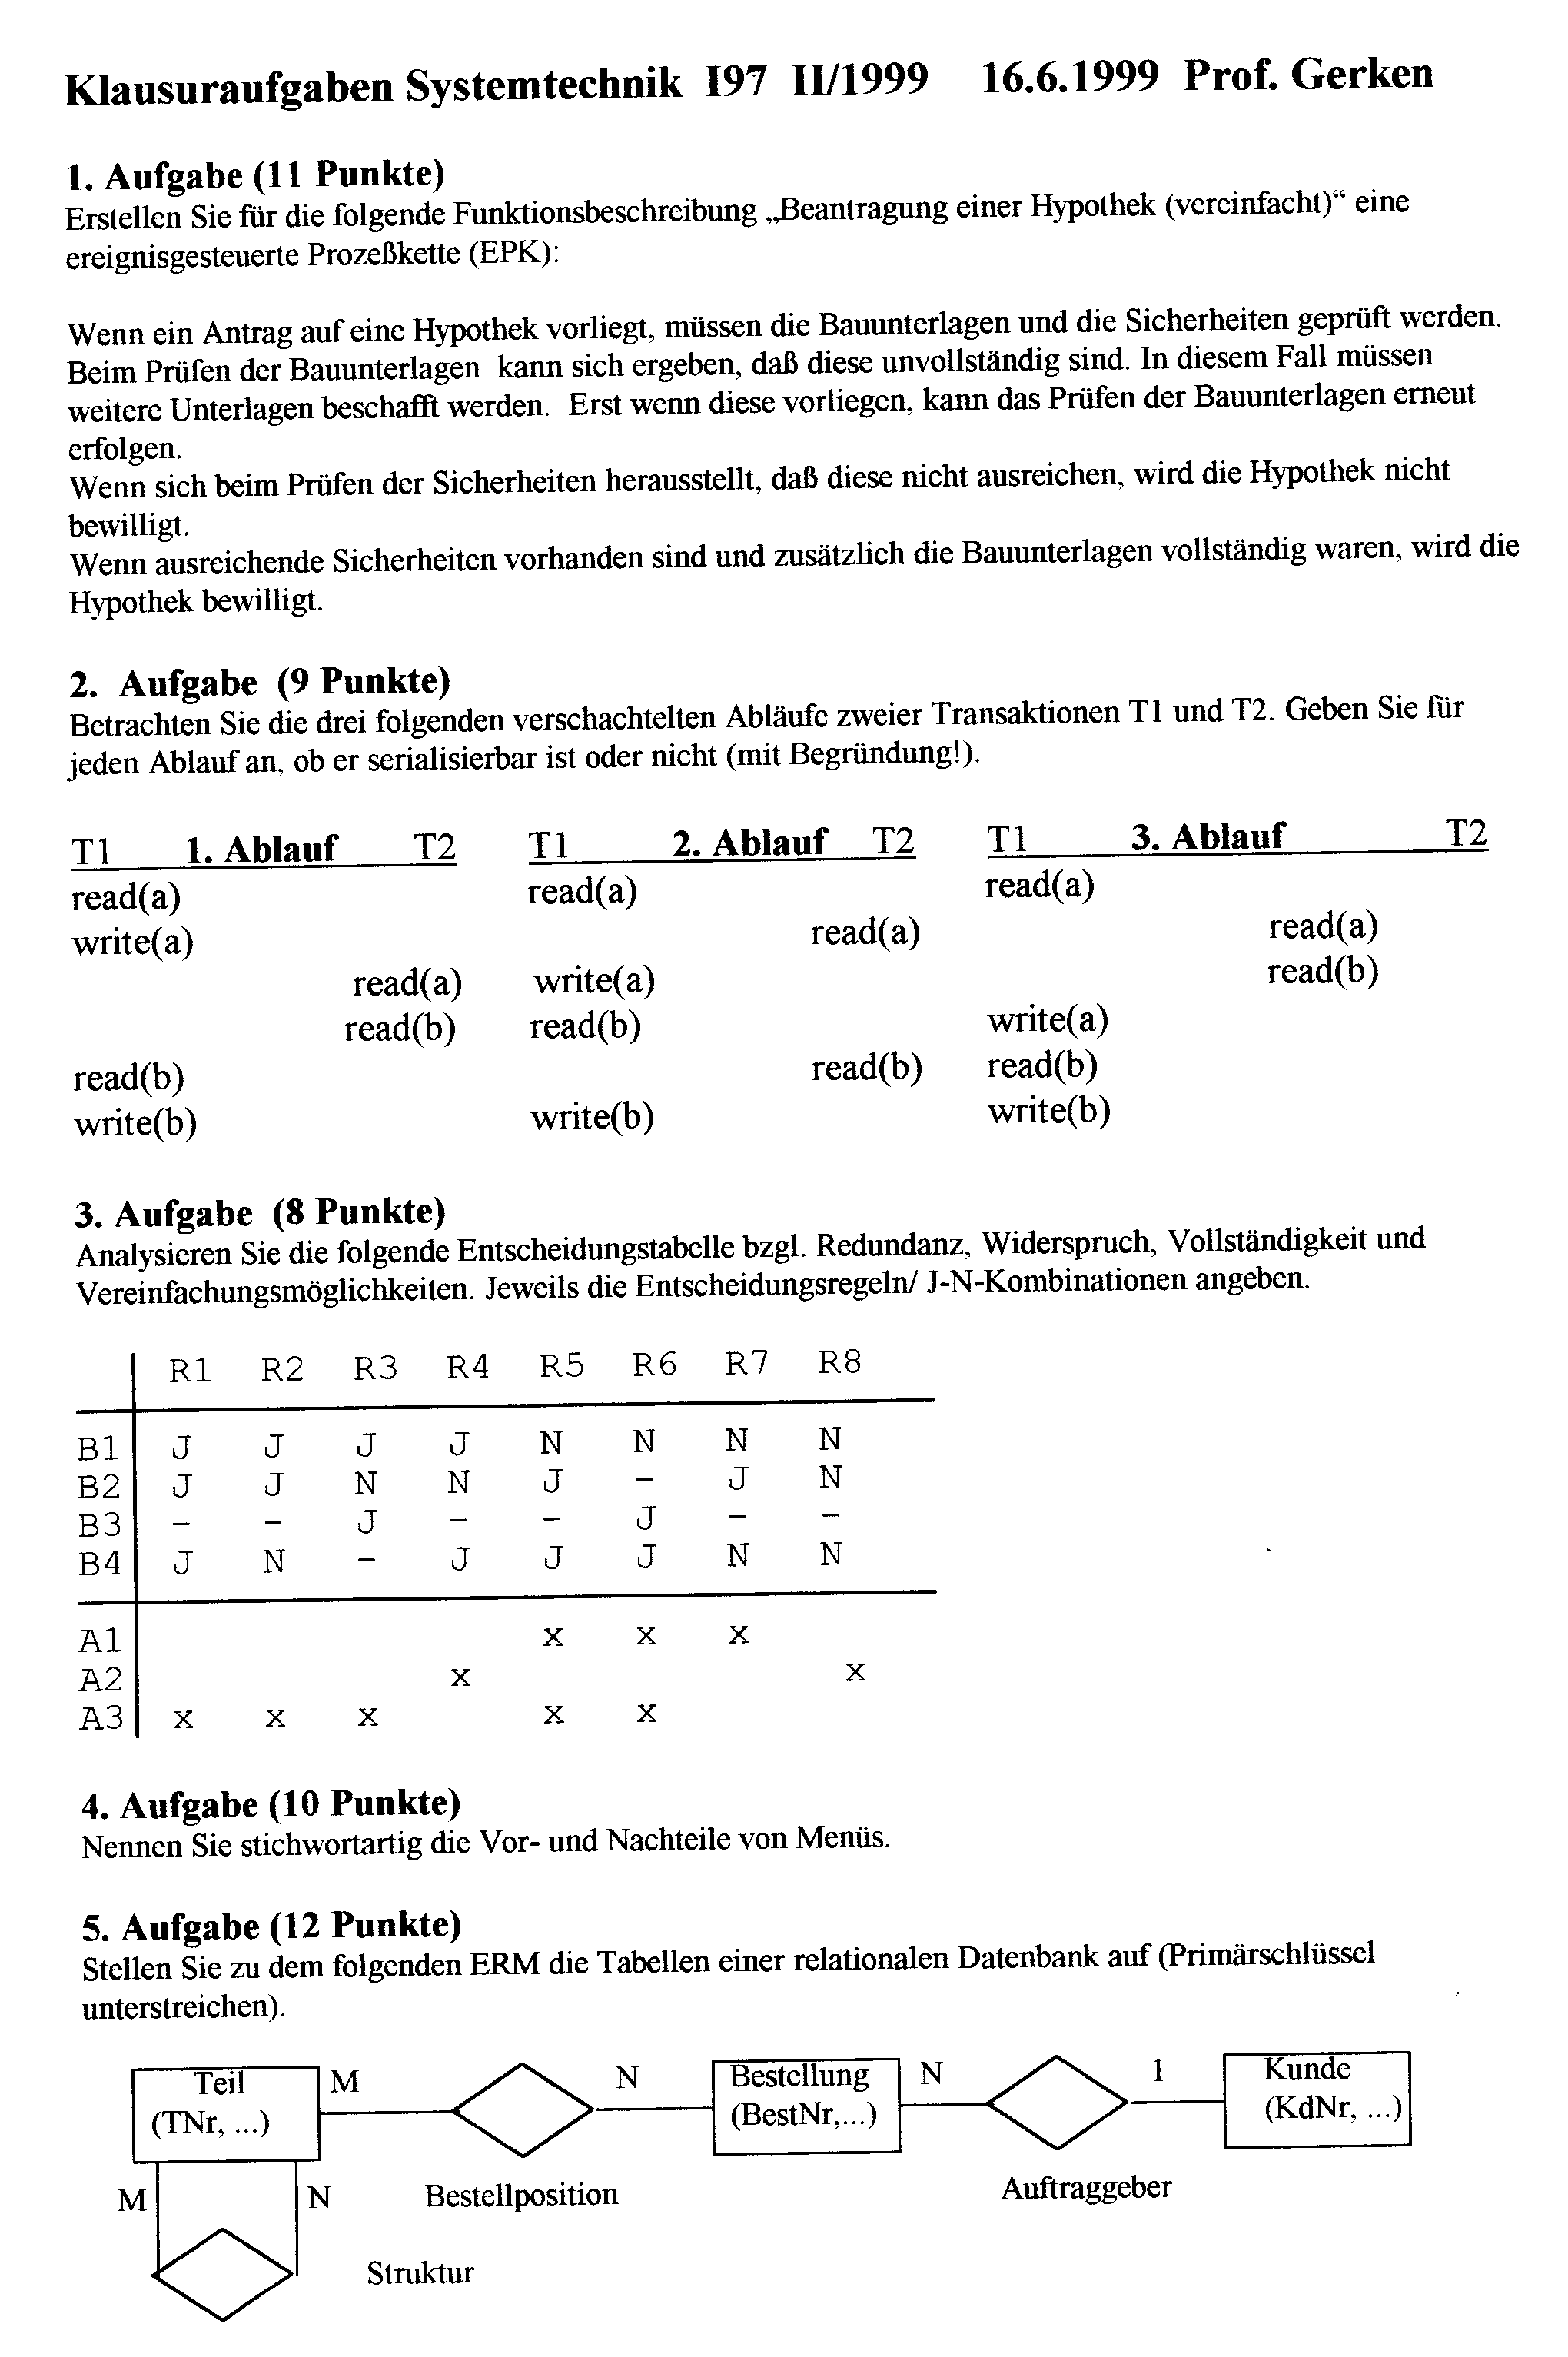 Klausuraufgaben Systemtechnik I97 II/1999 16.6.1999 Prof. Gerken
1. Aufgabe (11 Punkte)
Erstellen Sie für die folgende Funktionsbeschreibung „Beantragung einer Hypothek (vereinfacht)“ eine
ereignisgesteuerte Prozeßkette (EPK):
Wenn ein Antrag auf eine Hypothek vorliegt, müssen die Bauunterlagen und die Sicherheiten geprüft werden.
Beim Prüfen der Bauunterlagen kann sich ergeben, daß diese unvollständig sind. In diesem Fall müssen
weitere Unterlagen beschafft werden. Erst wenn diese vorliegen, kann das Prüfen der Bauunterlagen erneut
erfolgen.
Wenn sich beim Prüfen der Sicherheiten herausstellt, daß diese nicht ausreichen, wird die Hypothek nicht
bewilligt.
Wenn ausreichende Sicherheiten vorhanden sind und zusätzlich die Bauunterlagen vollständig waren, wird die
Hypothek bewilligt.
2. Aufgabe (9 Punkte)
Betrachten Sie die drei folgenden verschachtelten Abläufe zweier Transaktionen T1 und T2. Geben Sie für
jeden Ablauf an, ob er serialisierbar ist oder nicht (mit Begründung!).
T1 1. Ablauf T2 T1 2. Ablauf T2 T1 3. Ablauf T2
read(a) read(a) read(a)
write(a) read(a) read(a)
read(a) write(a) read(b)
read(b) read(b) write(a)
read(b) read(b) read(b)
write(b) write(b) write(b)
3. Aufgabe (8 Punkte)
Analysieren Sie die folgende Entscheidungstabelle bzgl. Redundanz, Widerspruch, Vollständigkeit und
Vereinfachungsmöglichkeiten. Jeweils die Entscheidungsregeln/ J-N-Kombinationen angeben.
R1 R2 R3 R4 R5 R6 R7 R8
B1 J J J J N N N N
B2 J J N N J - J N
B3 - - J - - J - -
B4 J N - J J J N N
A1 x x x
A2 x x
A3 x x x x x
4. Aufgabe (10 Punkte)
Nennen Sie stichwortartig die Vor- und Nachteile von Menüs.
5. Aufgabe (12 Punkte)
Stellen Sie zu dem folgenden ERM die Tabellen einer relationalen Datenbank auf (Primärschlüssel
unterstreichen).
Teil M N Bestellung N 1 Kunde
(TNr, ...) (BestNr,...) (KdNr, ...)
M N Bestellposition Auftraggeber
Struktur